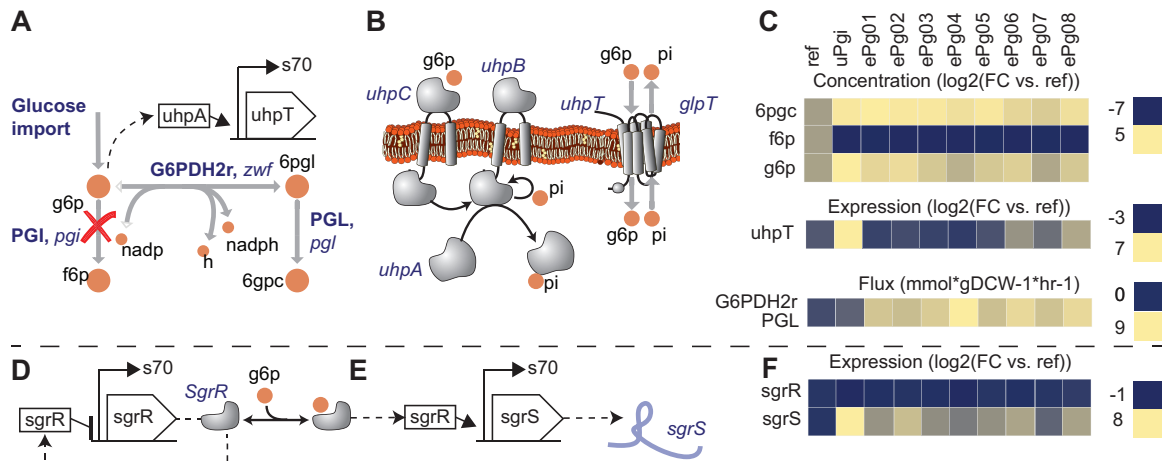 A
s70
uhpA
uhpT
Glucose
import
G6PDH2r, zwf
6pgl
g6p
PGI, pgi
nadp
h
nadph
PGL,
pgl
f6p
6gpc
B
g6p
uhpC
uhpB
uhpT
glpT
g6p
pi
pi
uhpA
pi
g6p
pi
C
ref
uPgi
ePg01
ePg02
ePg03
ePg04
ePg05
ePg06
ePg07
ePg08
Concentration (log2(FC vs. ref))
6pgc
f6p
g6p
-7
5
Expression (log2(FC vs. ref))
uhpT
-3
7
Flux (mmol*gDCW-1*hr-1)
G6PDH2r
PGL
0
9
D
s70
sgrR
sgrR
SgrR
g6p
E
s70
sgrR
sgrS
sgrS
F
Expression (log2(FC vs. ref))
sgrR
sgrS
-1
8